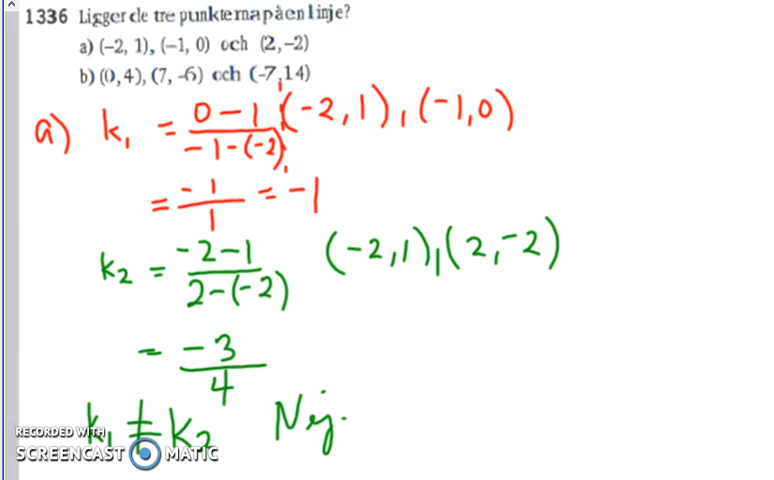 1336 Ligger de tre punkterna på en linje?
a) (−2, 1), (−1, 0) och (2, −2)
b) (0, 4), (7, −6) och (−7, 14)
a) k₁ = 0 − 1 / −1 − (−2) (−2, 1), (−1, 0)
= −1 / 1 = −1
k₂ = −2 − 1 / 2 − (−2) (−2, 1), (2, −2)
= −3 / 4
k₁ ≠ k₂ Nej.
RECORDED WITH
SCREENCAST MATIC